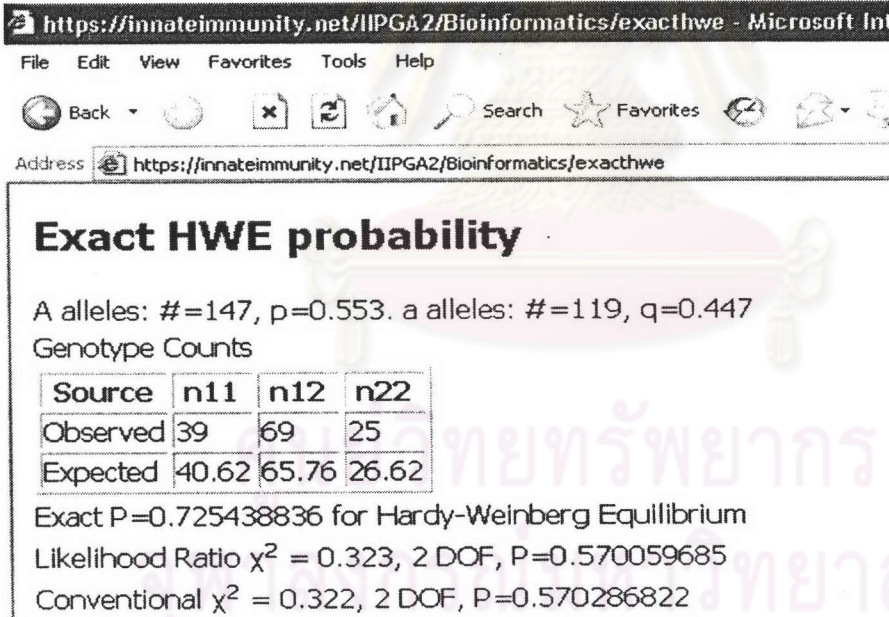 https://innateimmunity.net/IIPGA2/Bioinformatics/exacthwe - Microsoft Int
File Edit View Favorites Tools Help
Back Search Favorites
Address https://innateimmunity.net/IIPGA2/Bioinformatics/exacthwe
Exact HWE probability
A alleles: #=147, p=0.553. a alleles: #=119, q=0.447
Genotype Counts
Source n11 n12 n22
Observed 39 69 25
Expected 40.62 65.76 26.62
Exact P=0.725438836 for Hardy-Weinberg Equilibrium
Likelihood Ratio χ² = 0.323, 2 DOF, P=0.570059685
Conventional χ² = 0.322, 2 DOF, P=0.570286822